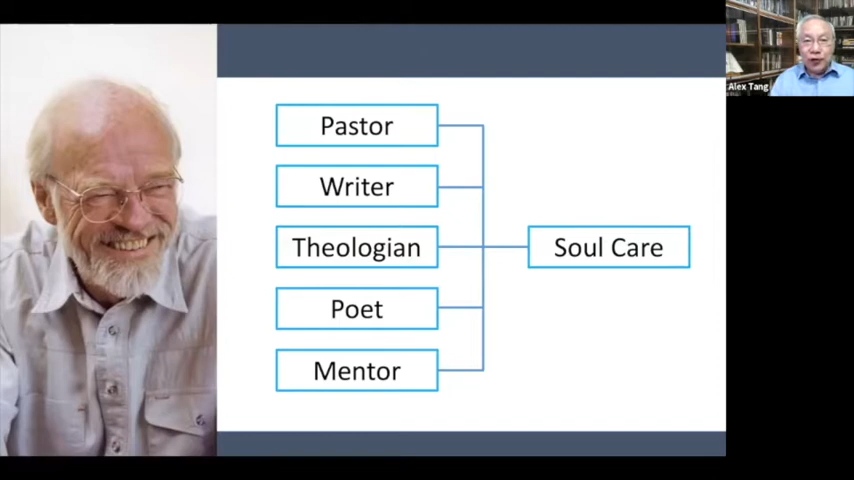 Alex Tang
Pastor
Writer
Theologian
Soul Care
Poet
Mentor